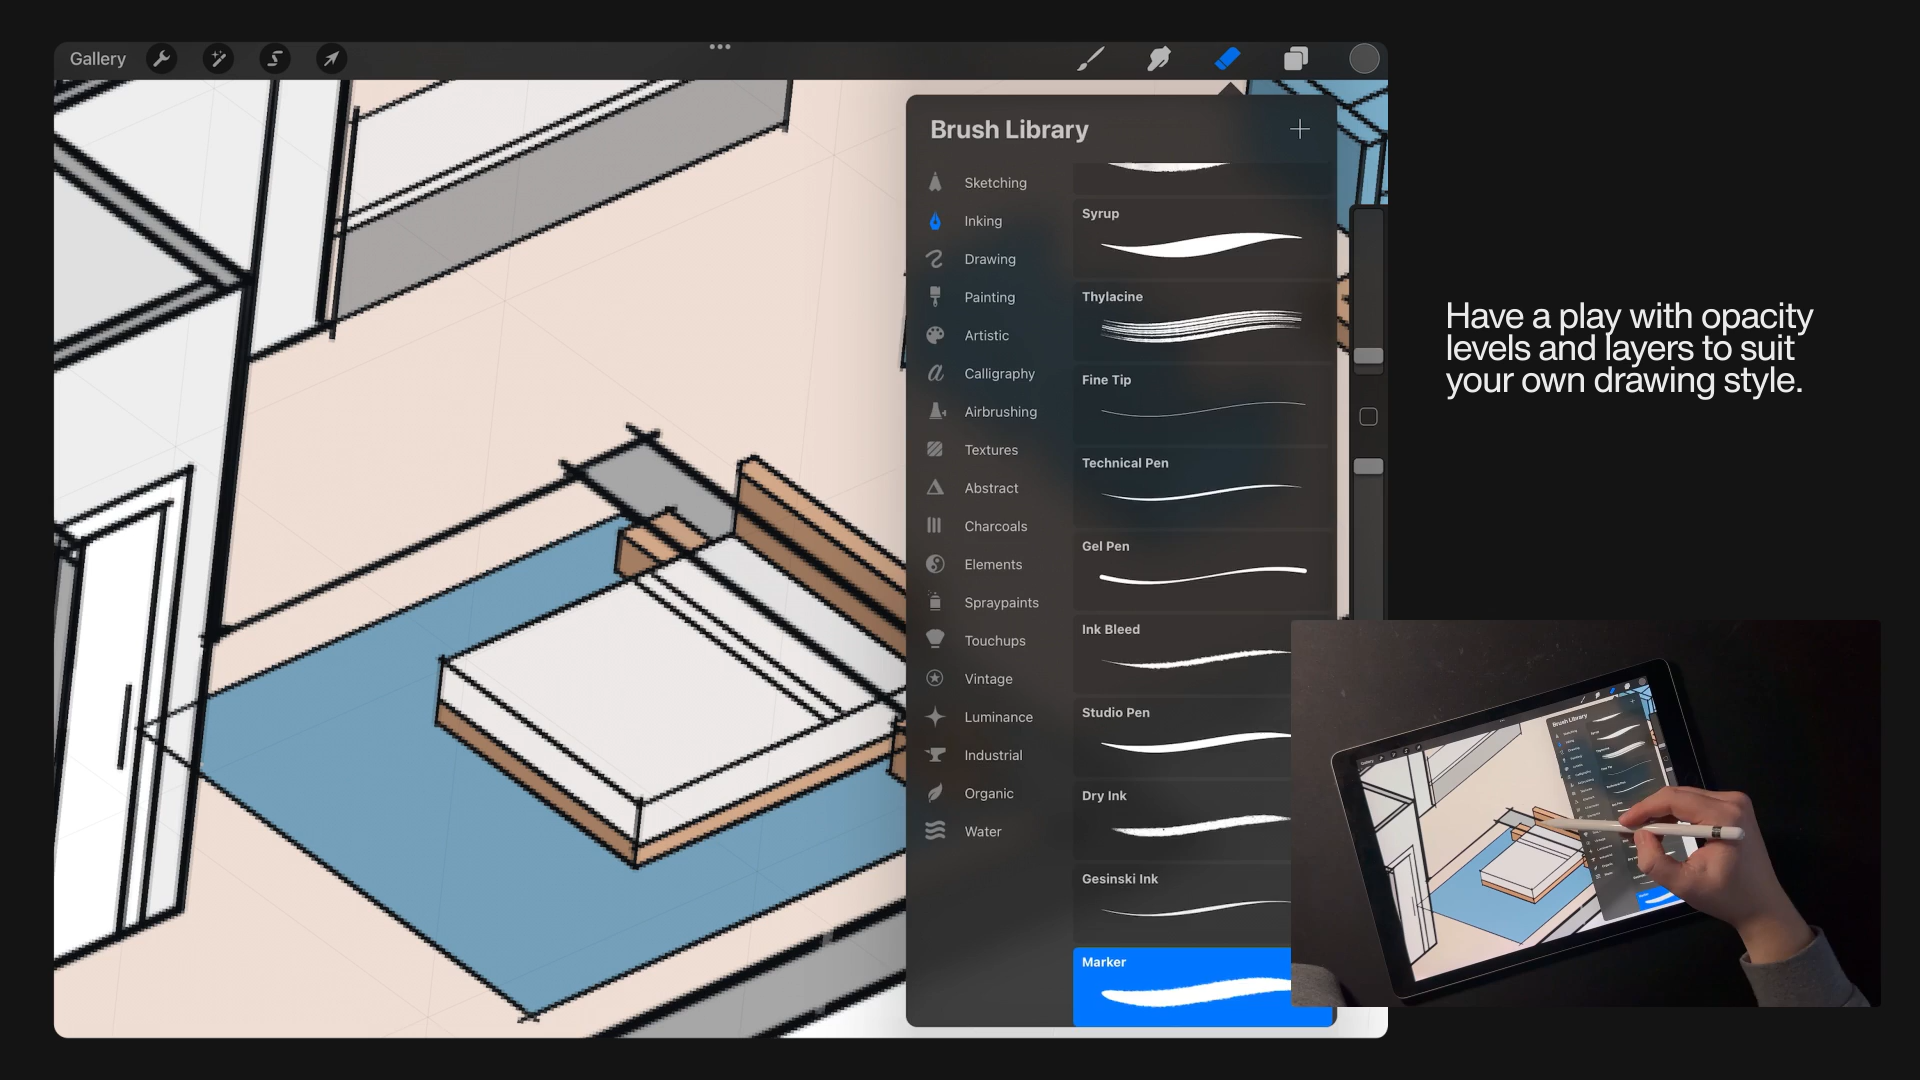 Gallery
Brush Library
Sketching
Inking
Drawing
Painting
Artistic
Calligraphy
Airbrushing
Textures
Abstract
Charcoals
Elements
Spraypaints
Touchups
Vintage
Luminance
Industrial
Organic
Water
Syrup
Thylacine
Fine Tip
Technical Pen
Gel Pen
Ink Bleed
Studio Pen
Dry Ink
Gesinski Ink
Marker
Have a play with opacity
levels and layers to suit
your own drawing style.
Brush Library